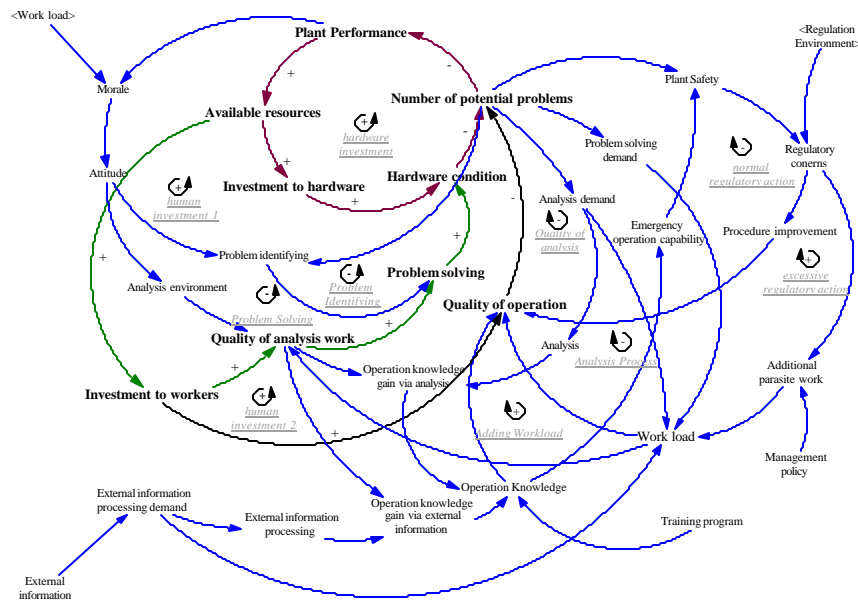 <Work load>
Plant Performance
<Regulation
Environment>
Morale
Plant Safety
Number of potential problems
Available resources
hardware
investment
Problem solving
demand
Regulatory
conerns
normal
regulatory action
Attitude
Investment to hardware
Hardware condition
human
investment 1
Analysis demand
Emergency
operation capability
Procedure improvement
Quality of
analysis
Problem identifying
Problem solving
Problem
Identifying
excessive
regulatory action
Analysis environment
Quality of operation
Problem Solving
Quality of analysis work
Analysis
Analysis Process
Operation knowledge
gain via analysis
Additional
parasite work
Investment to workers
human
investment 2
Adding Workload
Work load
Management
policy
Operation Knowledge
External information
processing demand
Operation knowledge
gain via external
information
External information
processing
Training program
External
information
+
+
+
+
+
+
+
+
-
-
-
+
+
+
+
+
+
-
-
-
-
-